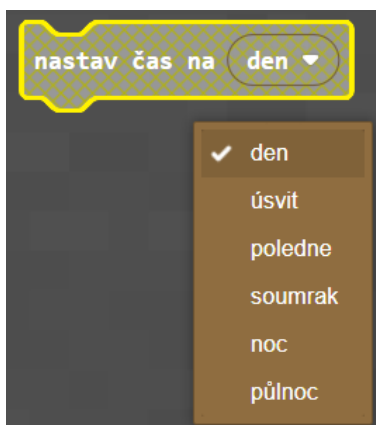 nastav čas na den
den
úsvit
poledne
soumrak
noc
půlnoc